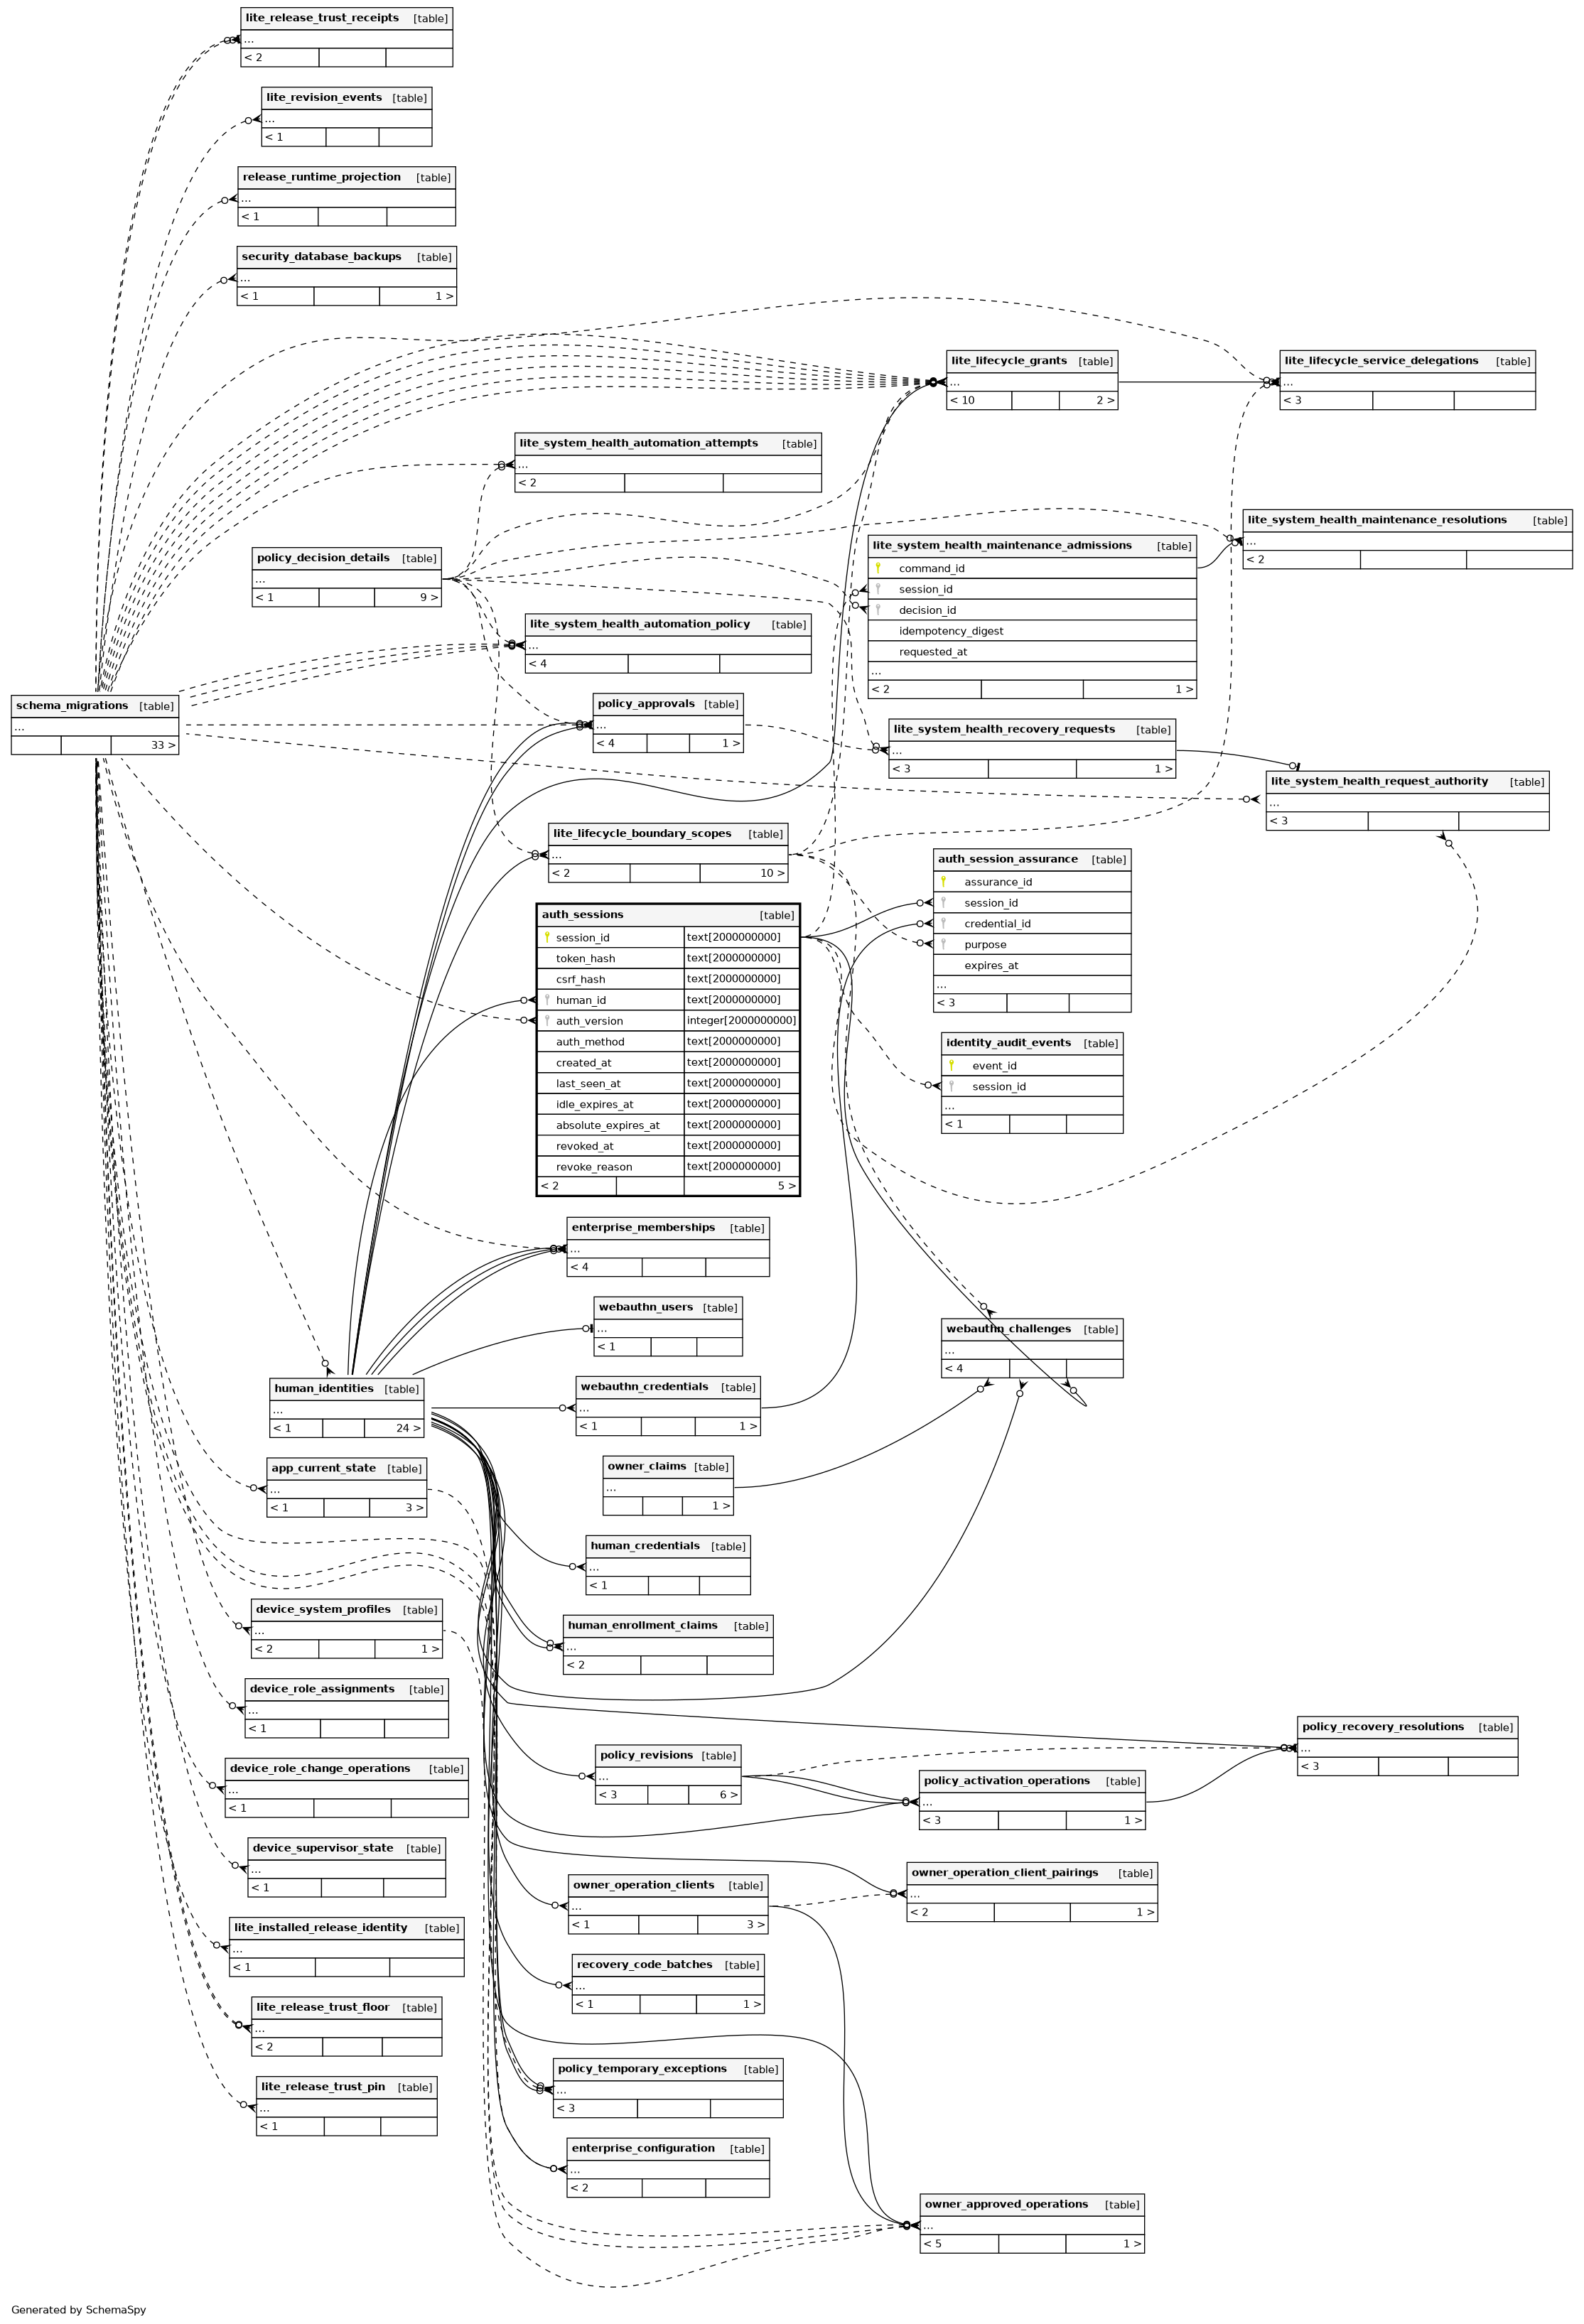 lite_release_trust_receipts [table]
...
< 2
lite_revision_events [table]
...
< 1
release_runtime_projection [table]
...
< 1
security_database_backups [table]
...
< 1 1 >
lite_lifecycle_grants [table]
...
< 10 2 >
lite_lifecycle_service_delegations [table]
...
< 3
lite_system_health_automation_attempts [table]
...
< 2
lite_system_health_maintenance_resolutions [table]
...
< 2
lite_system_health_maintenance_admissions [table]
command_id
session_id
decision_id
idempotency_digest
requested_at
...
< 2 1 >
policy_decision_details [table]
...
< 1 9 >
lite_system_health_automation_policy [table]
...
< 4
schema_migrations [table]
...
33 >
policy_approvals [table]
...
< 4 1 >
lite_system_health_recovery_requests [table]
...
< 3 1 >
lite_system_health_request_authority [table]
...
< 3
lite_lifecycle_boundary_scopes [table]
...
< 2 10 >
auth_session_assurance [table]
assurance_id
session_id
credential_id
purpose
expires_at
...
< 3
auth_sessions [table]
session_id text[2000000000]
token_hash text[2000000000]
csrf_hash text[2000000000]
human_id text[2000000000]
auth_version integer[2000000000]
auth_method text[2000000000]
created_at text[2000000000]
last_seen_at text[2000000000]
idle_expires_at text[2000000000]
absolute_expires_at text[2000000000]
revoked_at text[2000000000]
revoke_reason text[2000000000]
< 2 5 >
identity_audit_events [table]
event_id
session_id
...
< 1
enterprise_memberships [table]
...
< 4
webauthn_users [table]
...
< 1
webauthn_challenges [table]
...
< 4
human_identities [table]
...
< 1 24 >
webauthn_credentials [table]
...
< 1 1 >
app_current_state [table]
...
< 1 3 >
owner_claims [table]
...
1 >
human_credentials [table]
...
< 1
device_system_profiles [table]
...
< 2 1 >
human_enrollment_claims [table]
...
< 2
device_role_assignments [table]
...
< 1
policy_recovery_resolutions [table]
...
< 3
policy_revisions [table]
...
< 3 6 >
device_role_change_operations [table]
...
< 1
policy_activation_operations [table]
...
< 3 1 >
device_supervisor_state [table]
...
< 1
owner_operation_client_pairings [table]
...
< 2 1 >
owner_operation_clients [table]
...
< 1 3 >
lite_installed_release_identity [table]
...
< 1
recovery_code_batches [table]
...
< 1 1 >
lite_release_trust_floor [table]
...
< 2
policy_temporary_exceptions [table]
...
< 3
lite_release_trust_pin [table]
...
< 1
enterprise_configuration [table]
...
< 2
owner_approved_operations [table]
...
< 5 1 >
Generated by SchemaSpy